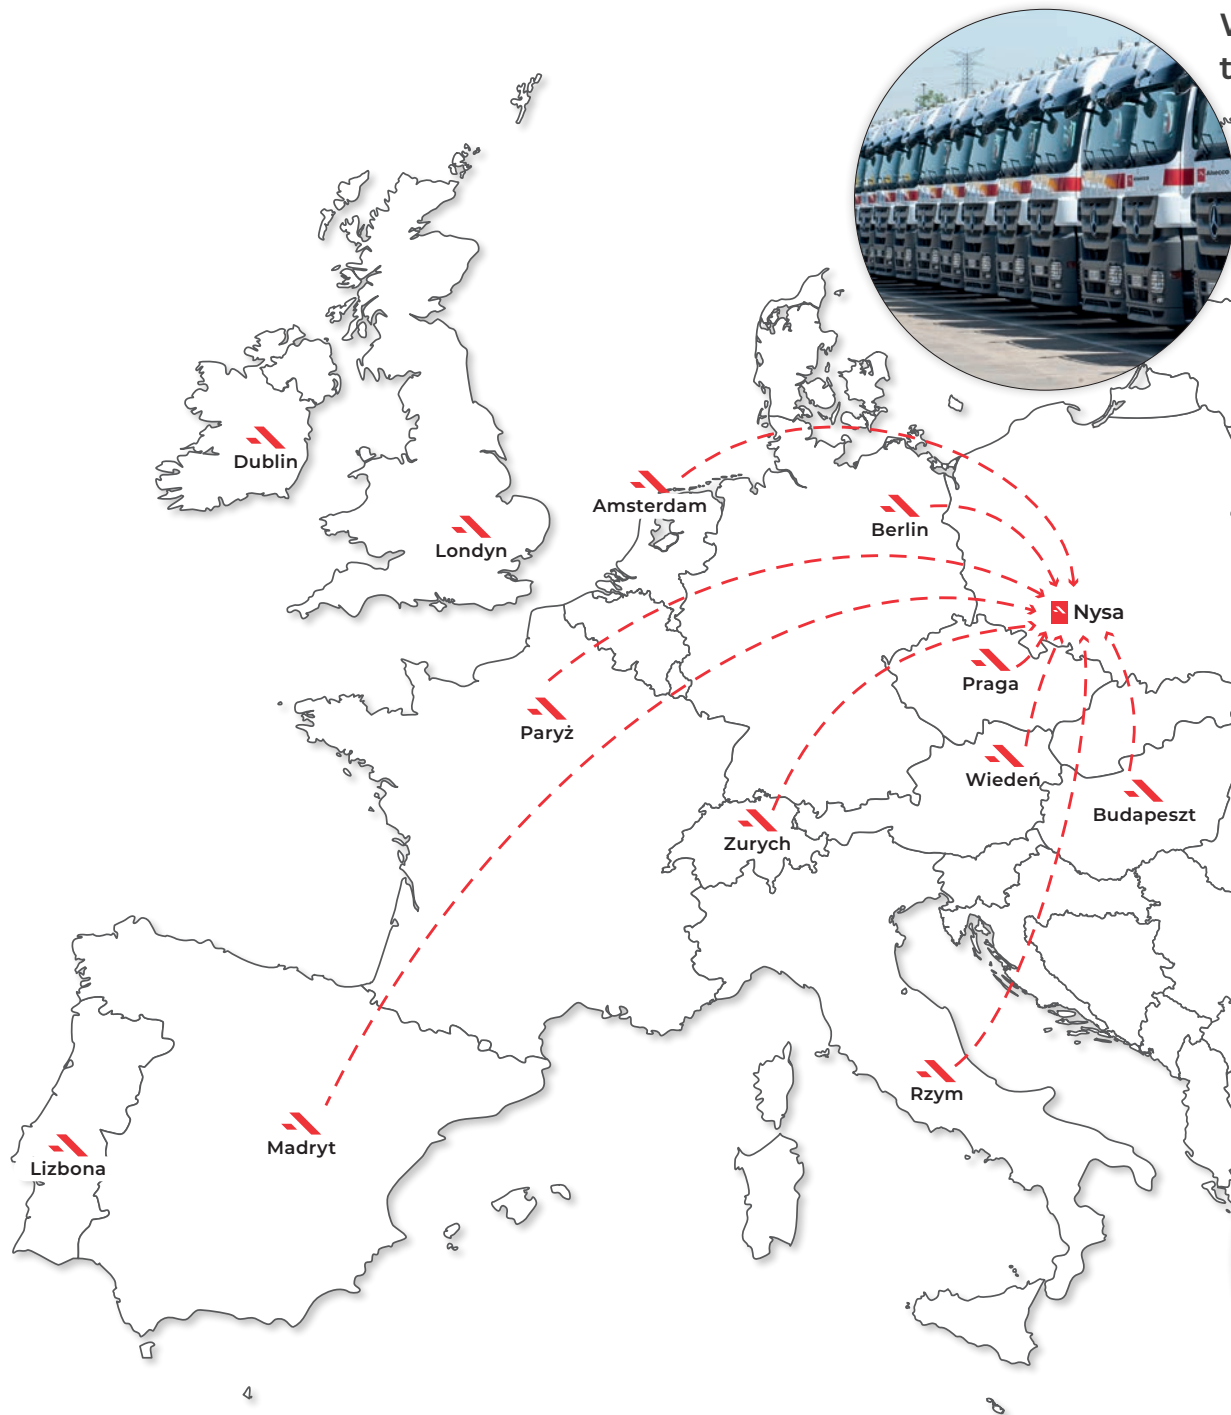 Dublin
Amsterdam
Berlin
Londyn
Nysa
Praga
Paryż
Wiedeń
Budapeszt
Zurych
Rzym
Madryt
Lizbona